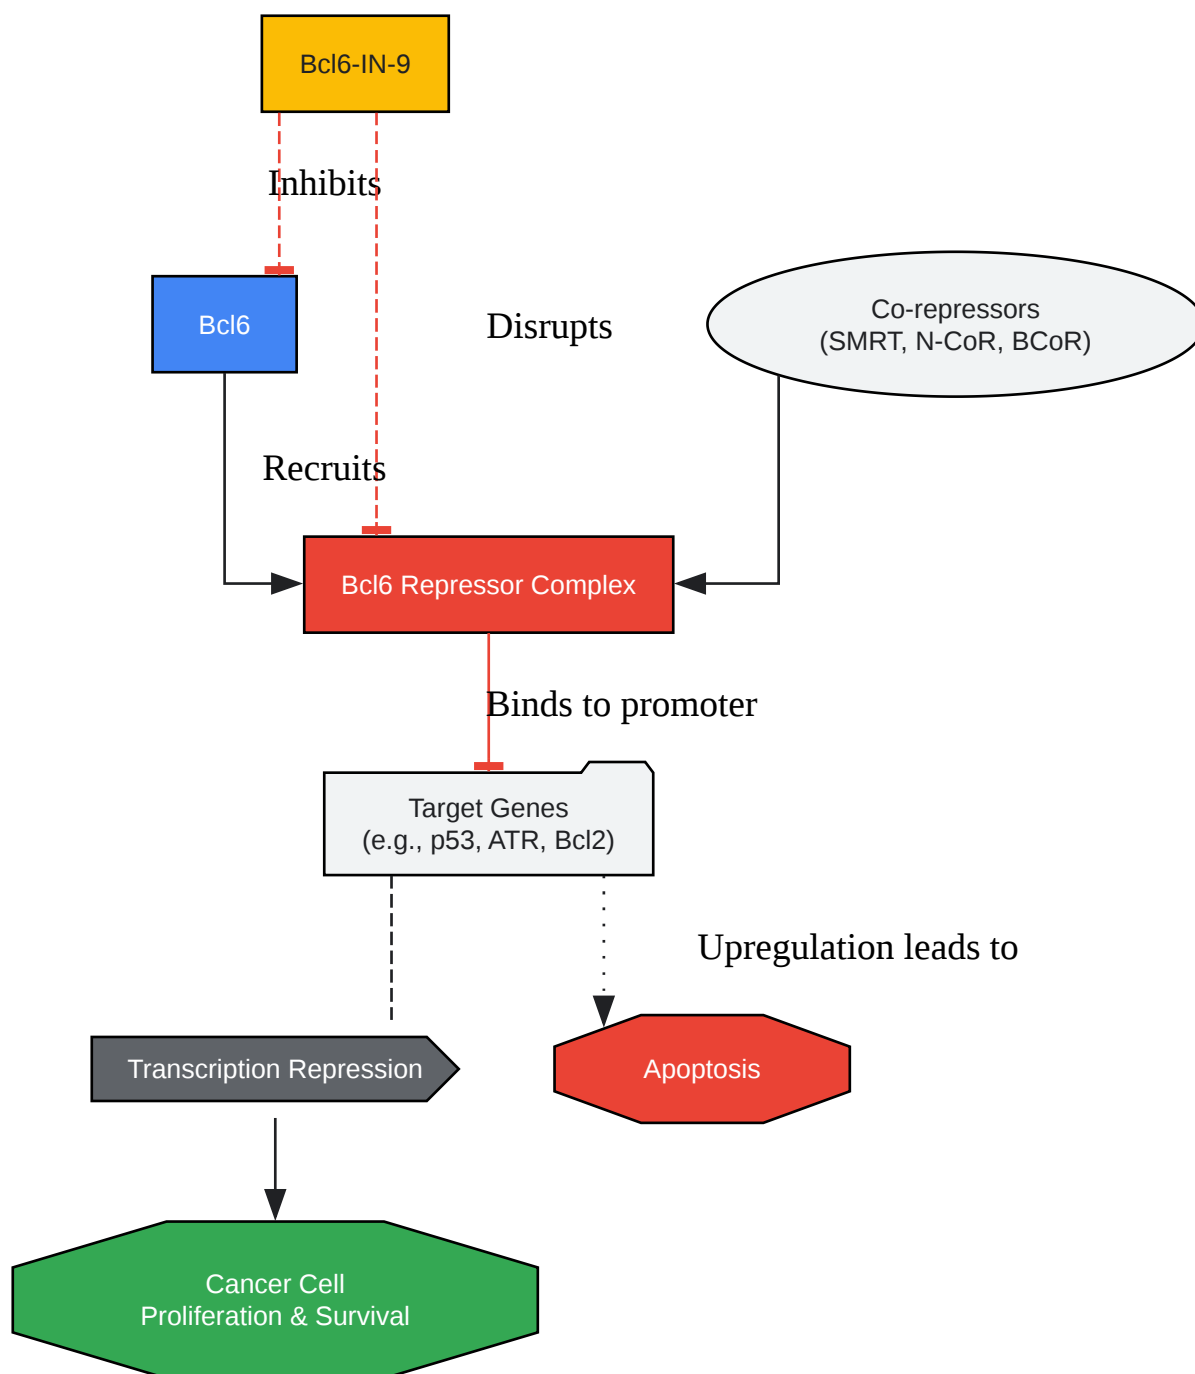 Bcl6-IN-9
Inhibits
Bcl6
Disrupts
Co-repressors
(SMRT, N-CoR, BCoR)
Recruits
Bcl6 Repressor Complex
Binds to promoter
Target Genes
(e.g., p53, ATR, Bcl2)
Upregulation leads to
Transcription Repression
Apoptosis
Cancer Cell
Proliferation & Survival